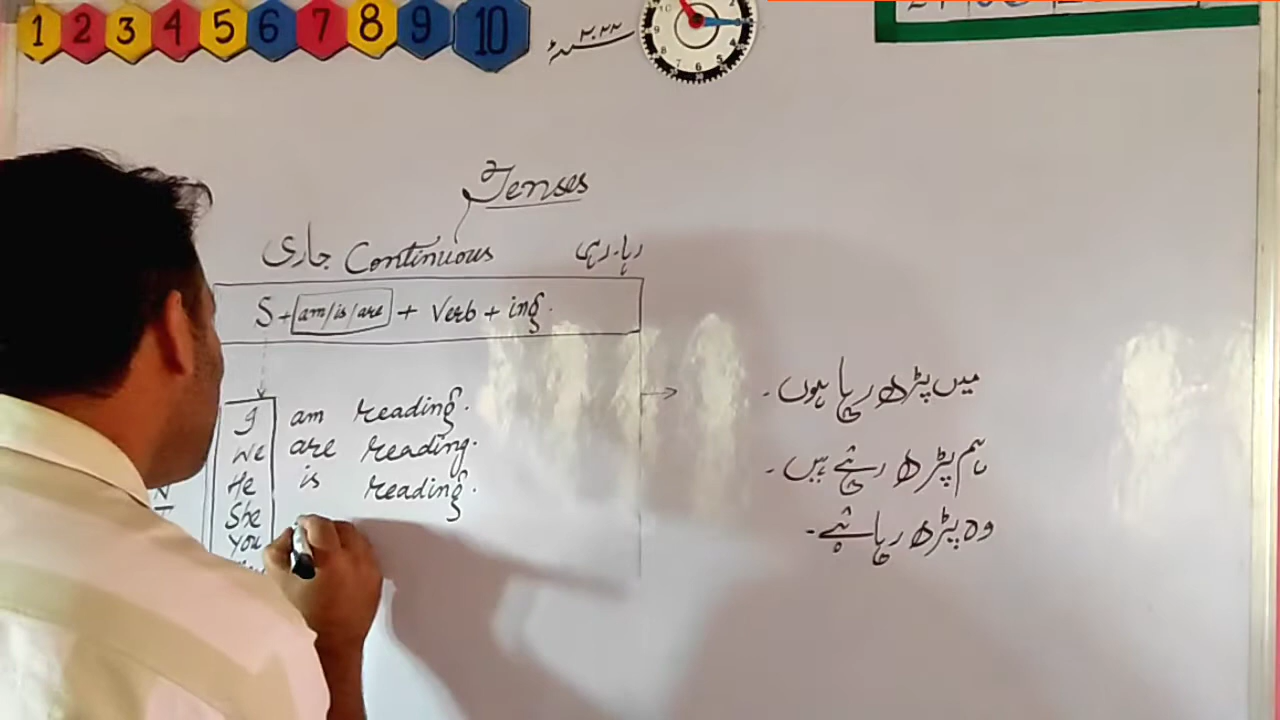 1 2 3 4 5 6 7 8 9 10
Tenses
جاری Continuous رہا۔رہی
S + am/is/are + Verb + ing.
I am reading.
We are reading.
He is reading.
She
you
میں پڑھ رہا ہوں۔
ہم پڑھ رہے ہیں۔
وہ پڑھ رہا ہے۔